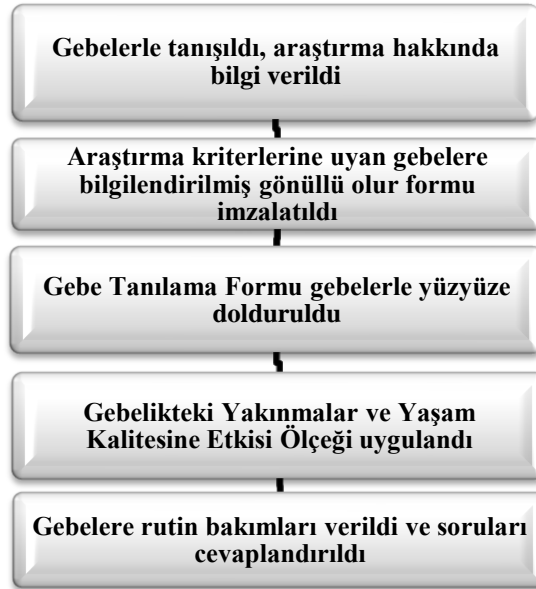 Gebelerle tanışıldı, araştırma hakkında
bilgi verildi
Araştırma kriterlerine uyan gebelere
bilgilendirilmiş gönüllü olur formu
imzalatıldı
Gebe Tanılama Formu gebelerle yüzyüze
dolduruldu
Gebelikteki Yakınmalar ve Yaşam
Kalitesine Etkisi Ölçeği uygulandı
Gebelere rutin bakımları verildi ve soruları
cevaplandırıldı